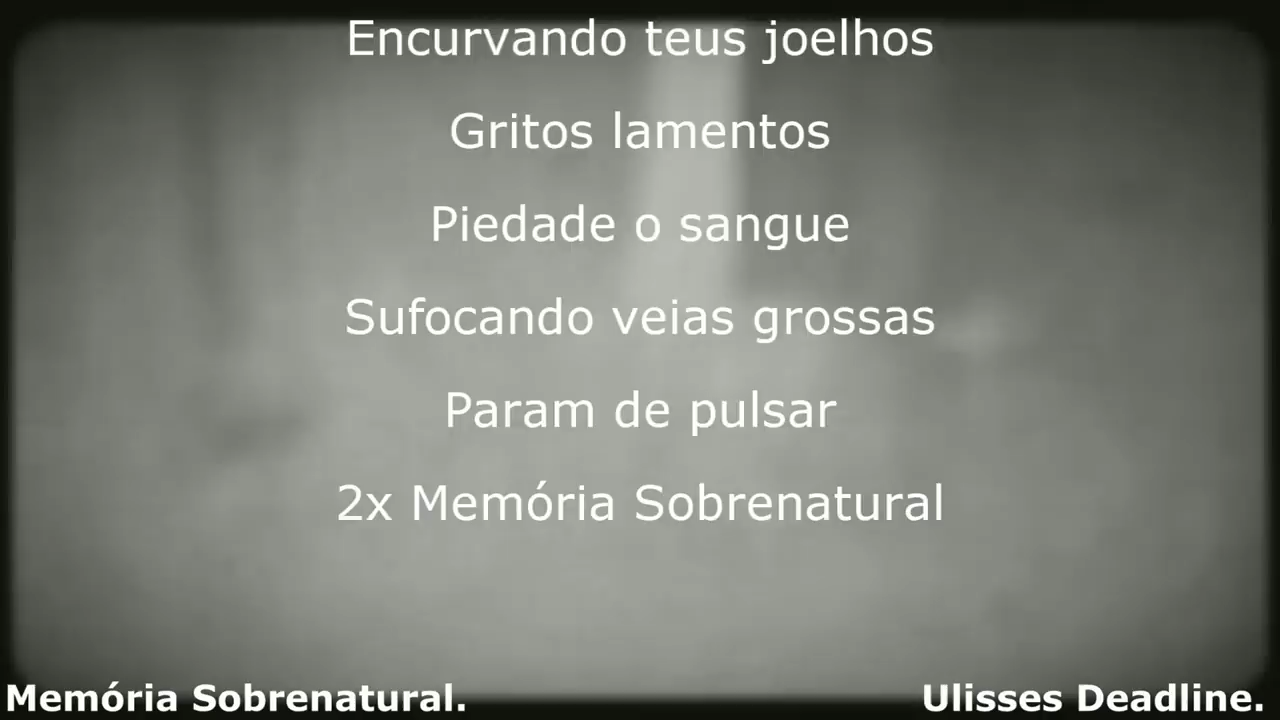 Encurvando teus joelhos
Gritos lamentos
Piedade o sangue
Sufocando veias grossas
Param de pulsar
2x Memória Sobrenatural
Memória Sobrenatural.
Ulisses Deadline.